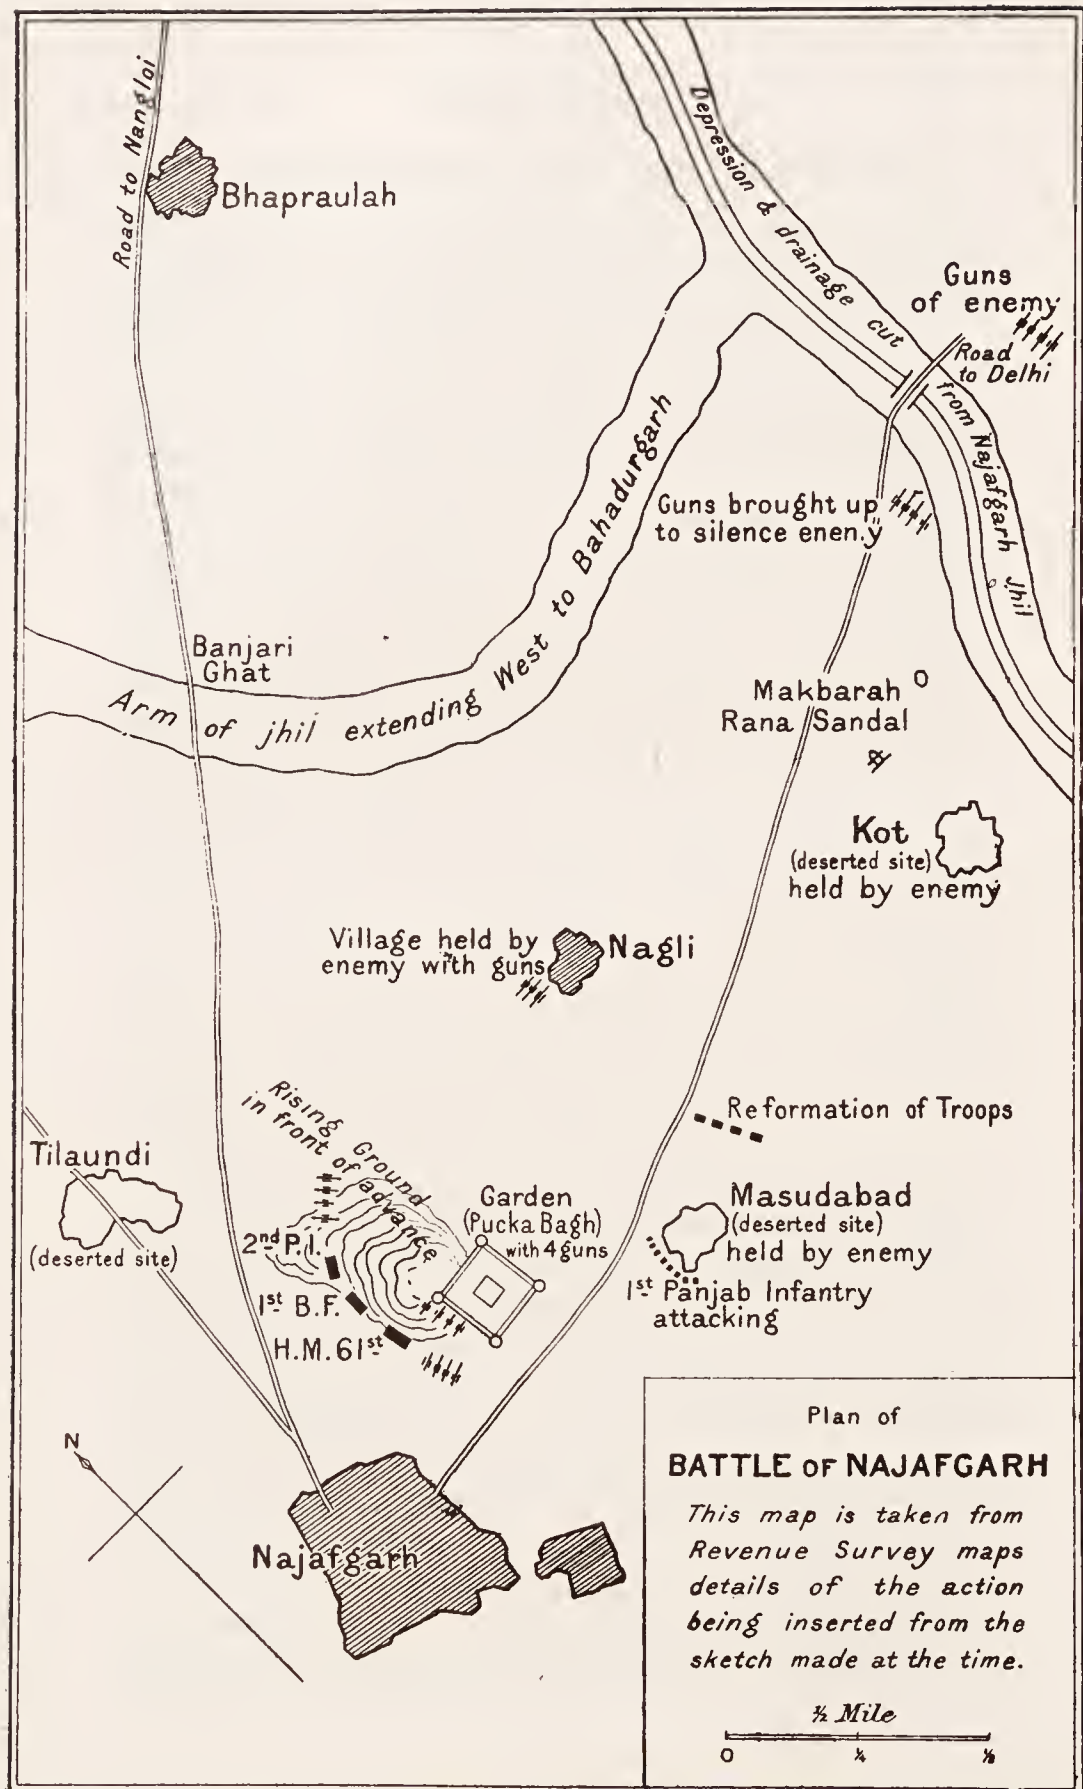 Road to Nangloi
Bhapraulah
Depression & drainage cut
from Najafgarh Jhil
Guns
of enemy
Road
to Delhi
Guns brought up
to silence enen.y
Banjari
Ghat
Arm of jhil extending West to Bahadurgarh
Makbarah
Rana Sandal
Kot
(deserted site)
held by enemy
Village held by
enemy with guns
Nagli
Reformation of Troops
Rising Ground
in front of advance
Tilaundi
(deserted site)
Garden
(Pucka Bagh)
with 4 guns
Masudabad
(deserted site)
held by enemy
1st Panjab Infantry
attacking
2nd P.I.
1st B.F.
H.M. 61st
N
Najafgarh
Plan of
BATTLE OF NAJAFGARH
This map is taken from
Revenue Survey maps
details of the action
being inserted from the
sketch made at the time.
½ Mile
0 ¼ ½